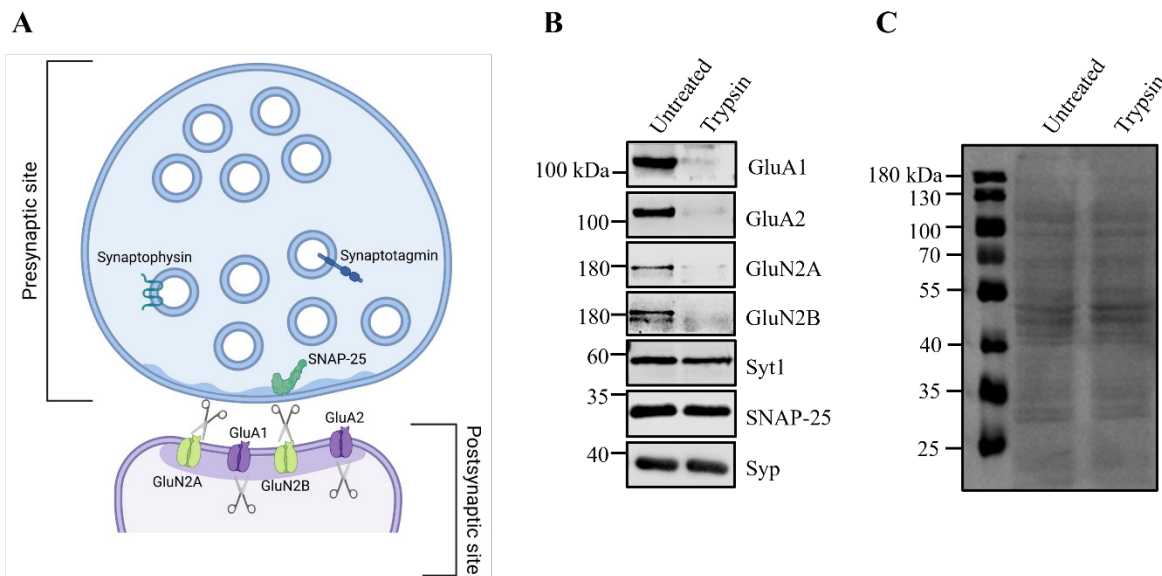 A
Presynaptic site
Synaptophysin
Synaptotagmin
SNAP-25
GluA2
GluA1
GluN2A
GluN2B
Postsynaptic site
B
Untreated
Trypsin
100 kDa
GluA1
100
GluA2
180
GluN2A
180
GluN2B
60
Syt1
35
SNAP-25
40
Syp
C
Untreated
Trypsin
180 kDa
130
100
70
55
40
35
25